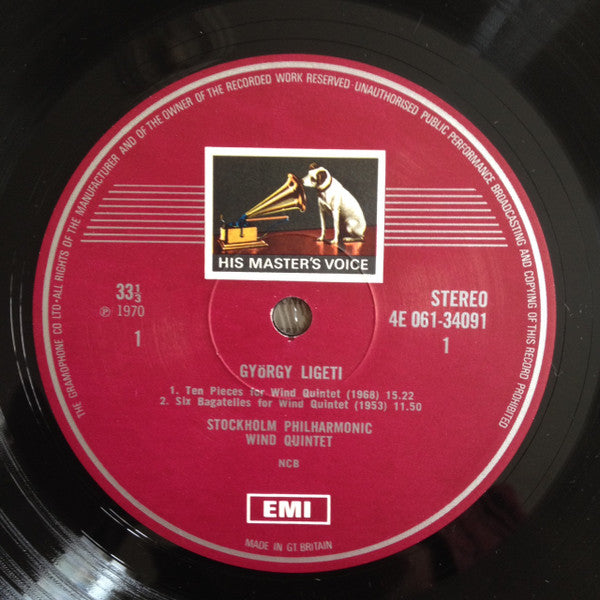 THE GRAMOPHONE CO LTD·ALL RIGHTS OF THE MANUFACTURER AND OF THE OWNER OF THE RECORDED WORK RESERVED·UNAUTHORISED PUBLIC PERFORMANCE BROADCASTING AND COPYING OF THIS RECORD PROHIBITED
HIS MASTER'S VOICE
33⅓
℗ 1970
1
STEREO
4E 061-34091
1
GYöRGY LIGETI
1. Ten Pieces for Wind Quintet (1968) 15.22
2. Six Bagatelles for Wind Quintet (1953) 11.50
STOCKHOLM PHILHARMONIC
WIND QUINTET
NCB
EMI
MADE IN GT. BRITAIN